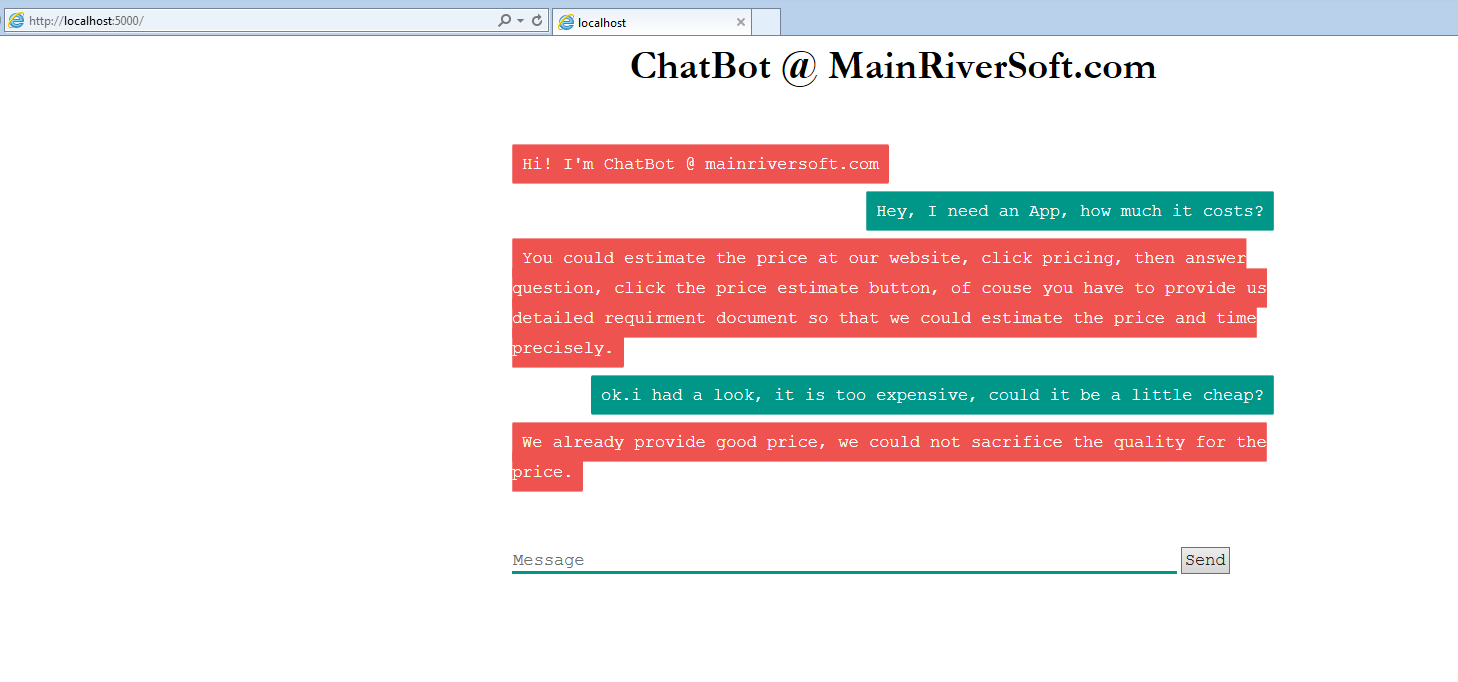 http://localhost:5000/
localhost
ChatBot @ MainRiverSoft.com
Hi! I'm ChatBot @ mainriversoft.com
Hey, I need an App, how much it costs?
You could estimate the price at our website, click pricing, then answer
question, click the price estimate button, of couse you have to provide us
detailed requirment document so that we could estimate the price and time
precisely.
ok.i had a look, it is too expensive, could it be a little cheap?
We already provide good price, we could not sacrifice the quality for the
price.
Message
Send